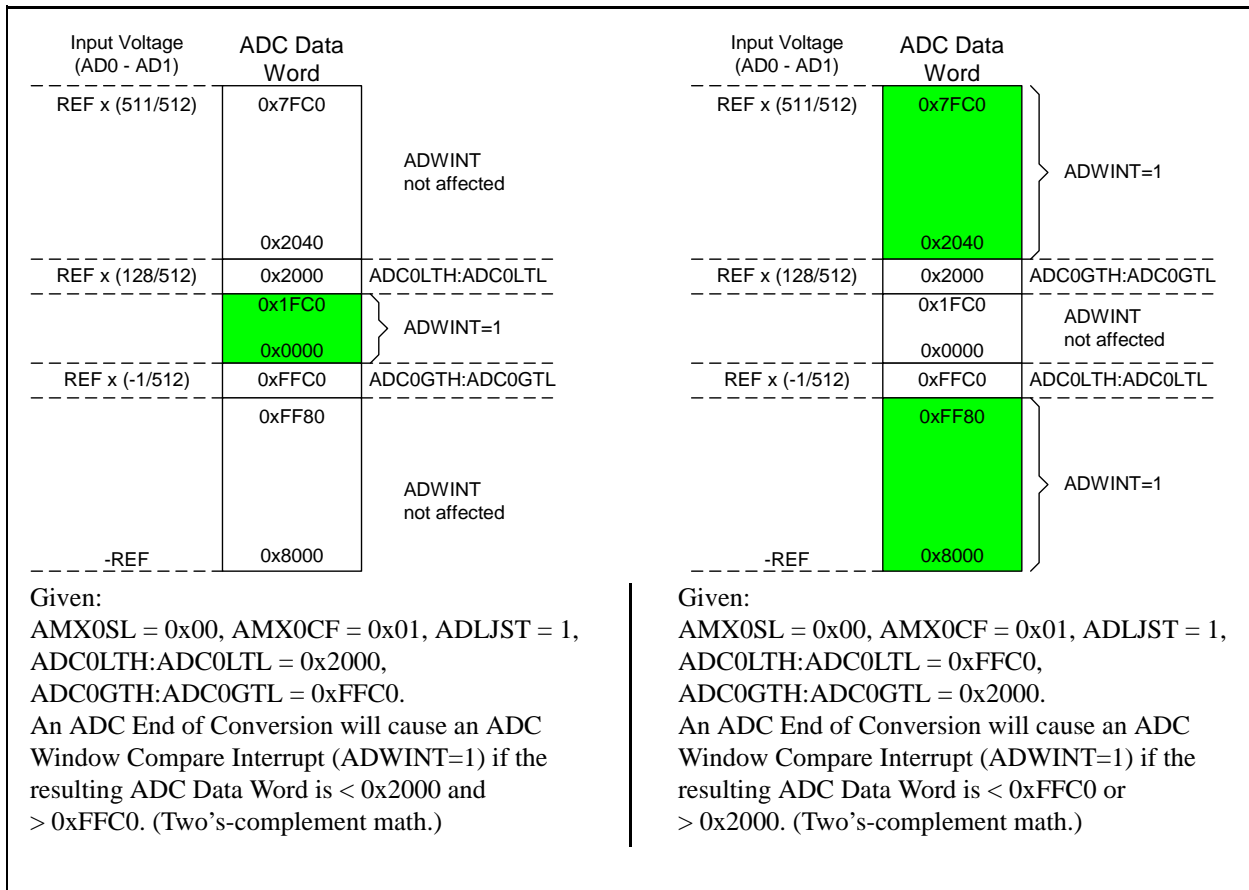 Input Voltage
(AD0 - AD1)
ADC Data
Word
REF x (511/512)
0x7FC0
ADWINT
not affected
0x2040
REF x (128/512)
0x2000
ADC0LTH:ADC0LTL
0x1FC0
ADWINT=1
0x0000
REF x (-1/512)
0xFFC0
ADC0GTH:ADC0GTL
0xFF80
ADWINT
not affected
-REF
0x8000
Given:
AMX0SL = 0x00, AMX0CF = 0x01, ADLJST = 1,
ADC0LTH:ADC0LTL = 0x2000,
ADC0GTH:ADC0GTL = 0xFFC0.
An ADC End of Conversion will cause an ADC
Window Compare Interrupt (ADWINT=1) if the
resulting ADC Data Word is < 0x2000 and
> 0xFFC0. (Two's-complement math.)
Input Voltage
(AD0 - AD1)
ADC Data
Word
REF x (511/512)
0x7FC0
ADWINT=1
0x2040
REF x (128/512)
0x2000
ADC0GTH:ADC0GTL
0x1FC0
ADWINT
not affected
0x0000
REF x (-1/512)
0xFFC0
ADC0LTH:ADC0LTL
0xFF80
ADWINT=1
-REF
0x8000
Given:
AMX0SL = 0x00, AMX0CF = 0x01, ADLJST = 1,
ADC0LTH:ADC0LTL = 0xFFC0,
ADC0GTH:ADC0GTL = 0x2000.
An ADC End of Conversion will cause an ADC
Window Compare Interrupt (ADWINT=1) if the
resulting ADC Data Word is < 0xFFC0 or
> 0x2000. (Two's-complement math.)